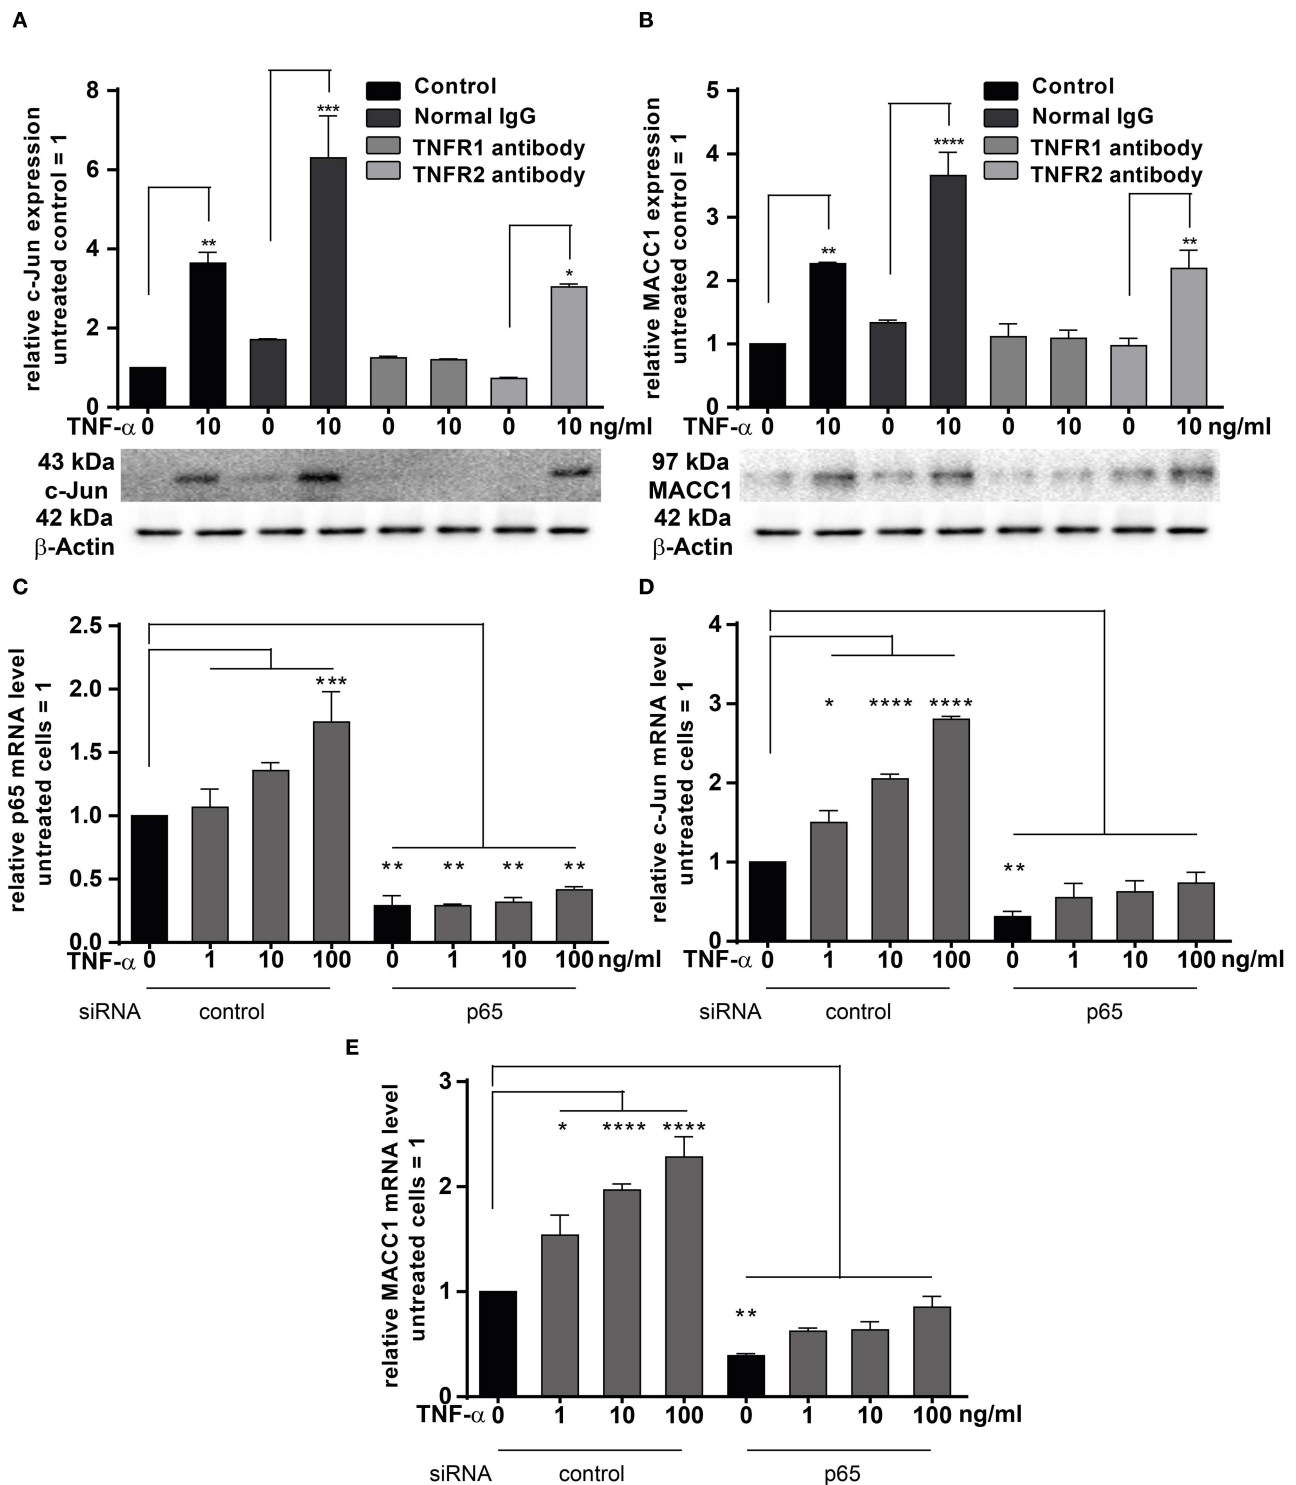 A
relative c-Jun expression
untreated control = 1
8
6
4
2
0
Control
Normal IgG
TNFR1 antibody
TNFR2 antibody
**
***
*
TNF-α 0 10 0 10 0 10 0 10 ng/ml
43 kDa
c-Jun
42 kDa
β-Actin
B
relative MACC1 expression
untreated control = 1
5
4
3
2
1
0
Control
Normal IgG
TNFR1 antibody
TNFR2 antibody
**
****
**
TNF-α 0 10 0 10 0 10 0 10 ng/ml
97 kDa
MACC1
42 kDa
β-Actin
C
relative p65 mRNA level
untreated cells = 1
2.5
2.0
1.5
1.0
0.5
0.0
***
** ** ** **
TNF-α 0 1 10 100 0 1 10 100 ng/ml
siRNA control p65
D
relative c-Jun mRNA level
untreated cells = 1
4
3
2
1
0
* **** ****
**
TNF-α 0 1 10 100 0 1 10 100 ng/ml
siRNA control p65
E
relative MACC1 mRNA level
untreated cells = 1
3
2
1
0
* **** ****
**
TNF-α 0 1 10 100 0 1 10 100 ng/ml
siRNA control p65